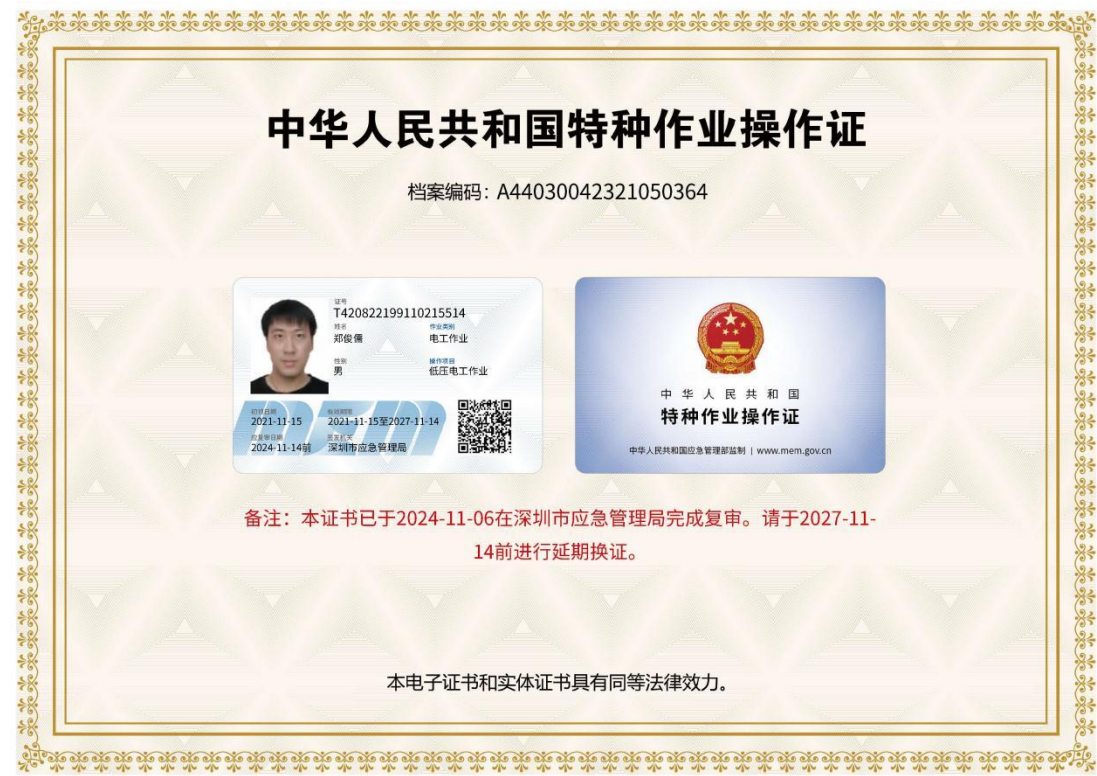 中华人民共和国特种作业操作证
档案编码：A44030042321050364
证号
T420822199110215514
姓名 作业类别
郑俊儒 电工作业
性别 操作项目
男 低压电工作业
初领日期 有效期限
2021-11-15 2021-11-15至2027-11-14
应复审日期 签发机关
2024-11-14前 深圳市应急管理局
中华人民共和国
特种作业操作证
中华人民共和国应急管理部监制 | www.mem.gov.cn
备注：本证书已于2024-11-06在深圳市应急管理局完成复审。请于2027-11-
14前进行延期换证。
本电子证书和实体证书具有同等法律效力。